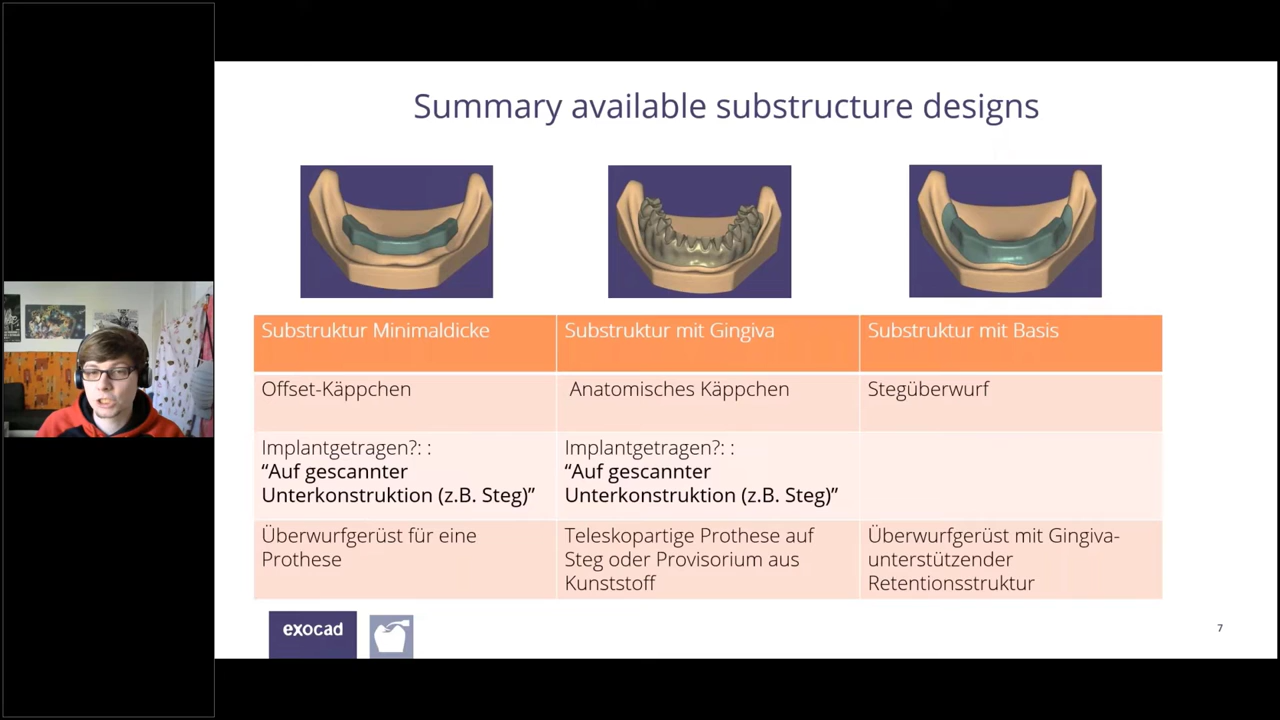 Summary available substructure designs
Substruktur Minimaldicke
Substruktur mit Gingiva
Substruktur mit Basis
Offset-Käppchen
Anatomisches Käppchen
Stegüberwurf
Implantgetragen?: :
“Auf gescannter
Unterkonstruktion (z.B. Steg)”
Implantgetragen?: :
“Auf gescannter
Unterkonstruktion (z.B. Steg)”
Überwurfgerüst für eine
Prothese
Teleskopartige Prothese auf
Steg oder Provisorium aus
Kunststoff
Überwurfgerüst mit Gingiva-
unterstützender
Retentionsstruktur
exocad
7